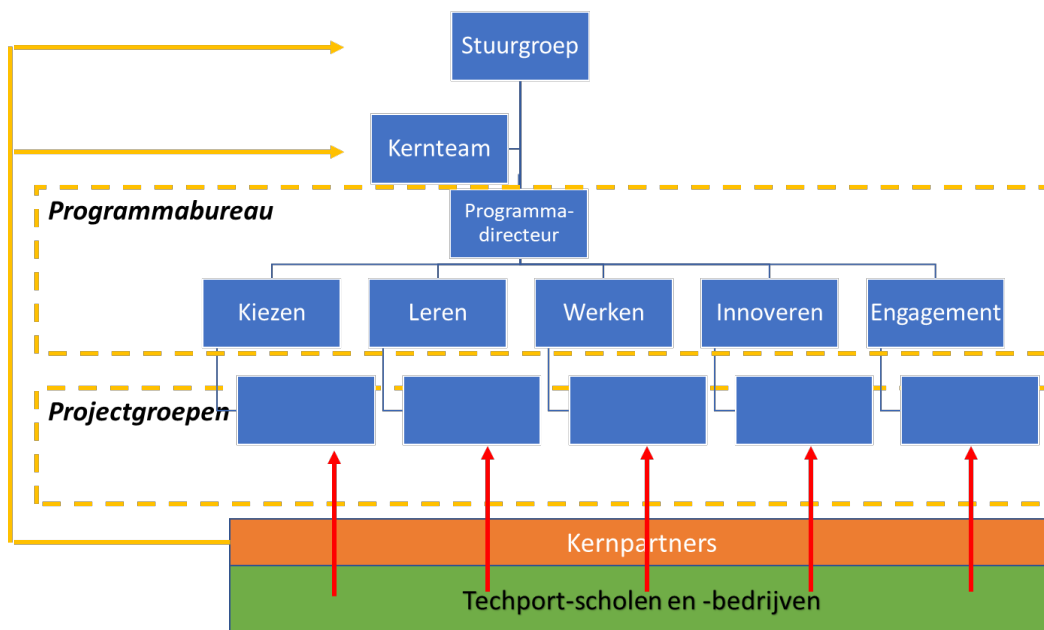 Stuurgroep
Kernteam
Programmabureau
Programma-
directeur
Kiezen
Leren
Werken
Innoveren
Engagement
Projectgroepen
Kernpartners
Techport-scholen en -bedrijven